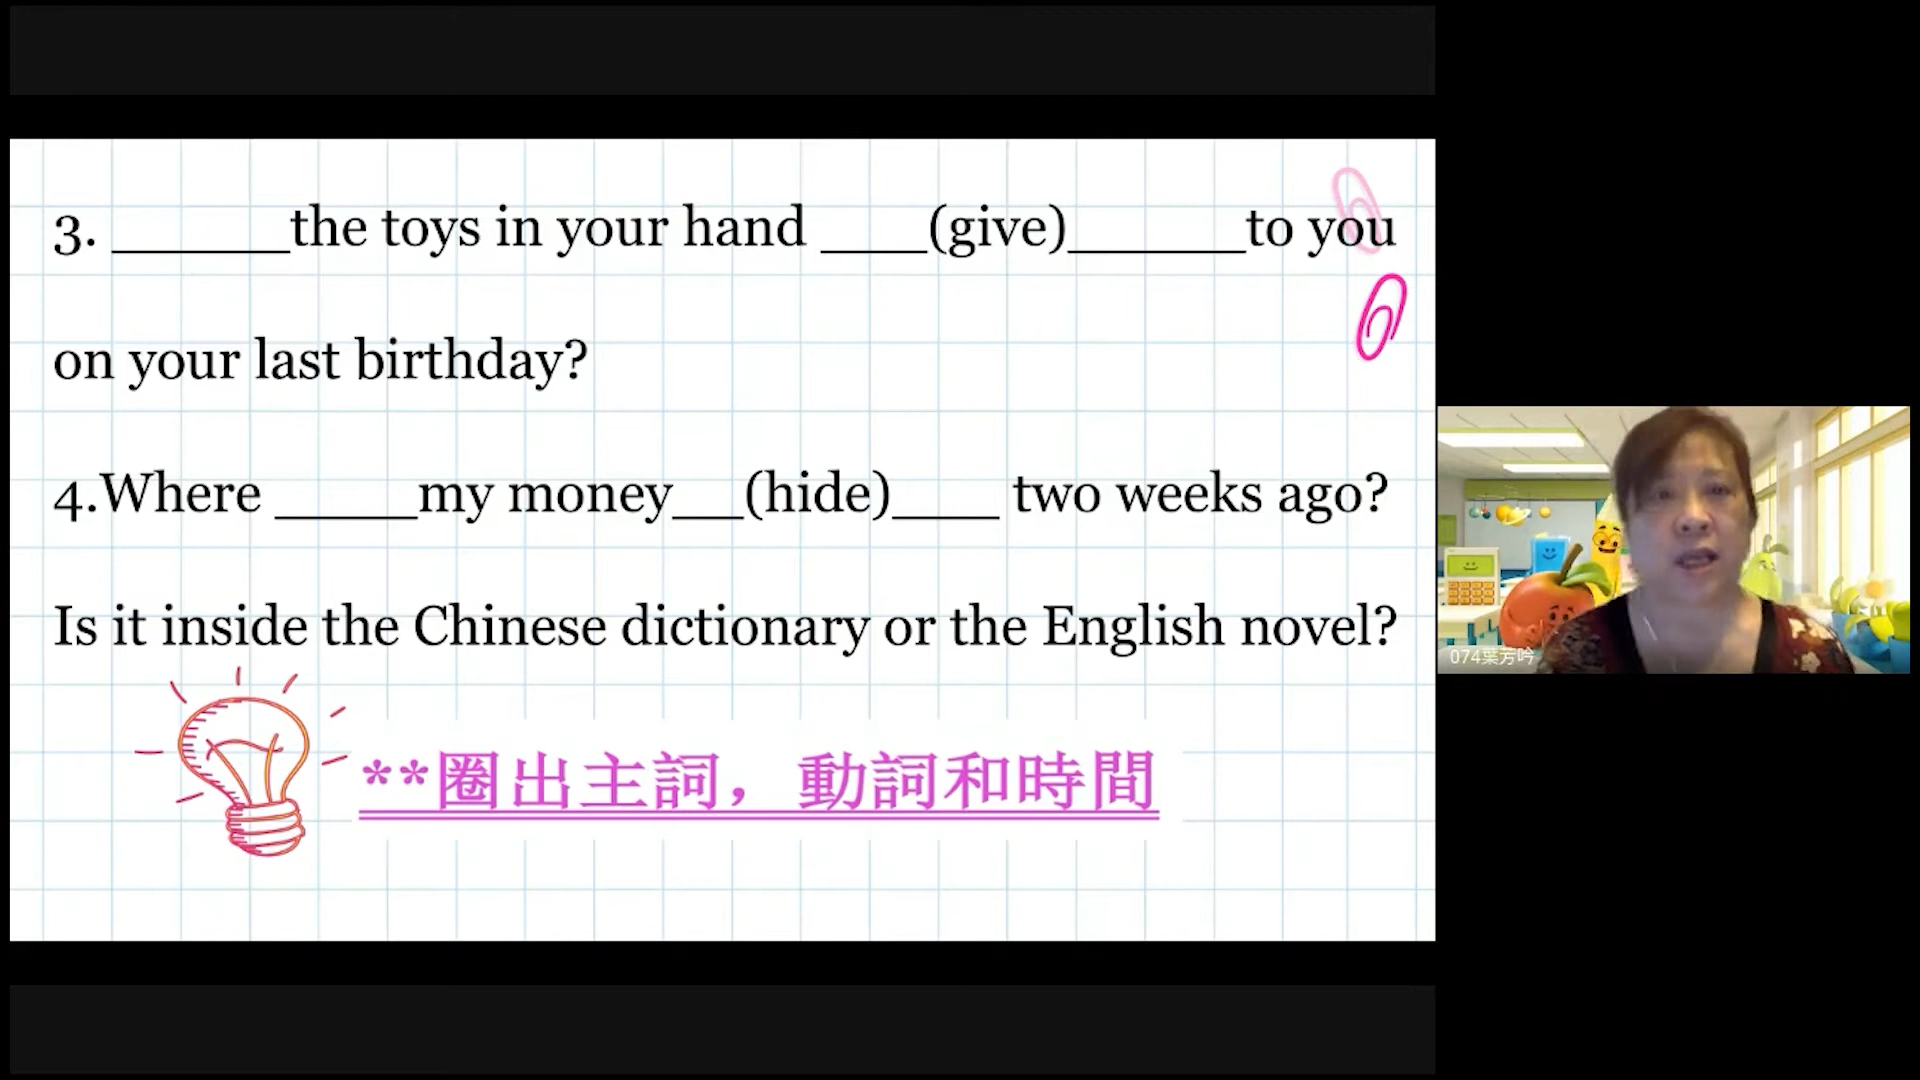 3. ______the toys in your hand ____(give)______to you
on your last birthday?
4.Where ____my money__(hide)___ two weeks ago?
Is it inside the Chinese dictionary or the English novel?
**圈出主詞，動詞和時間
074葉芳吟